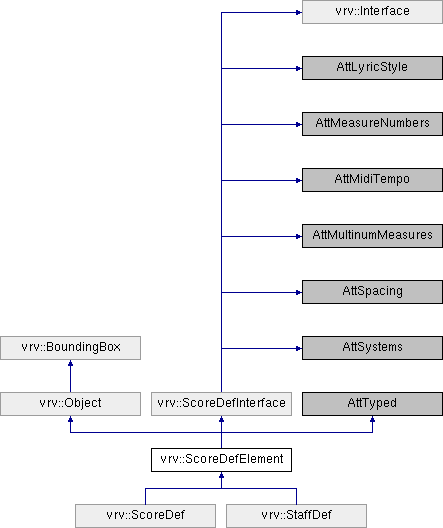 vrv::Interface
AttLyricStyle
AttMeasureNumbers
AttMidiTempo
AttMultinumMeasures
AttSpacing
vrv::BoundingBox
AttSystems
vrv::Object
vrv::ScoreDefInterface
AttTyped
vrv::ScoreDefElement
vrv::ScoreDef
vrv::StaffDef